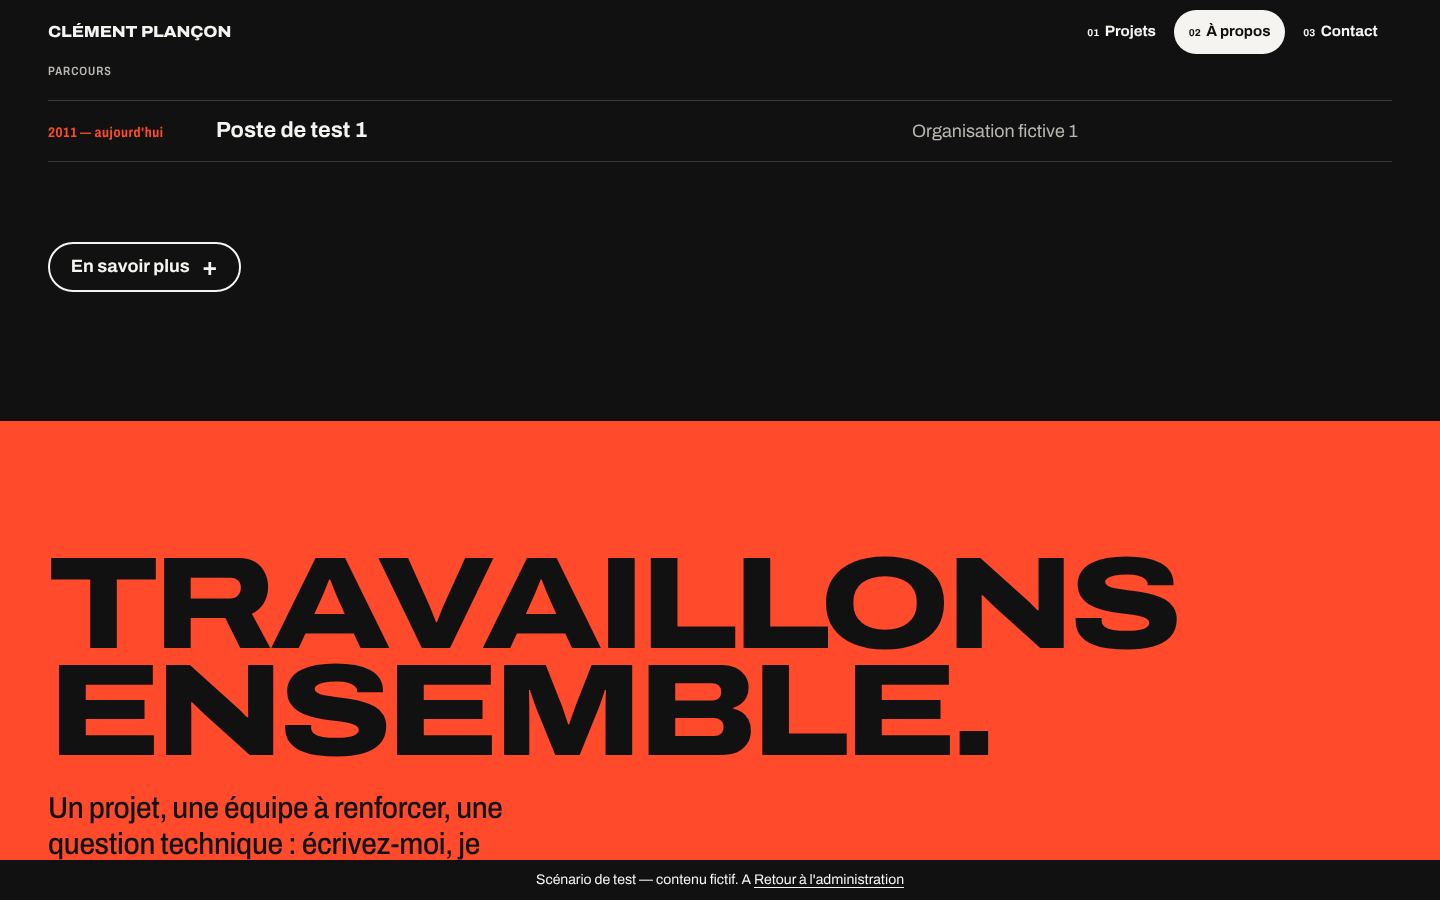 CLÉMENT PLANÇON
01 Projets
02 À propos
03 Contact
PARCOURS
2011 — aujourd'hui Poste de test 1 Organisation fictive 1
En savoir plus +
TRAVAILLONS
ENSEMBLE.
Un projet, une équipe à renforcer, une
question technique : écrivez-moi, je
Scénario de test — contenu fictif. A Retour à l'administration